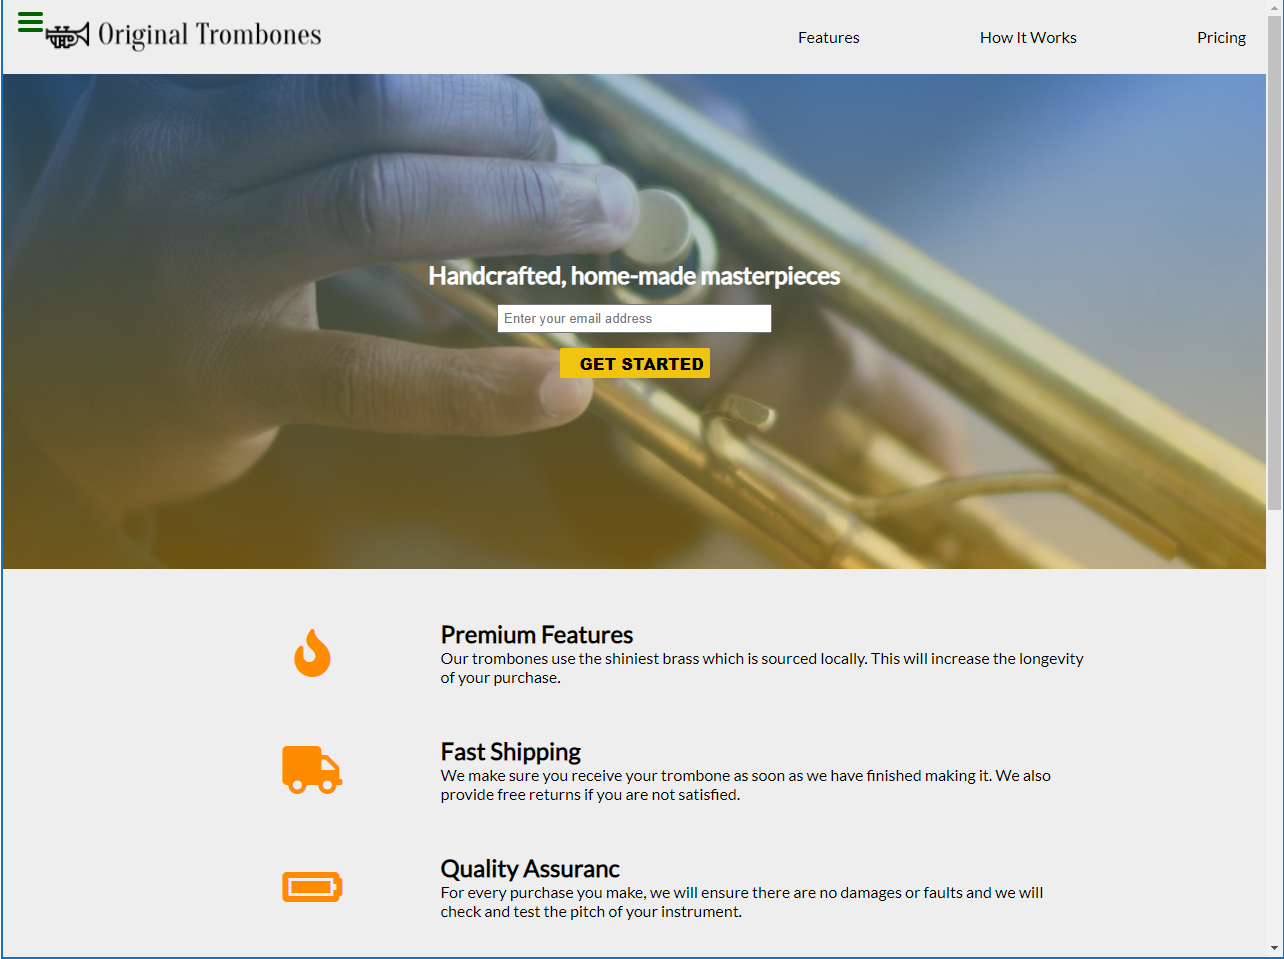 Original Trombones
Features
How It Works
Pricing
Handcrafted, home-made masterpieces
Enter your email address
GET STARTED
Premium Features
Our trombones use the shiniest brass which is sourced locally. This will increase the longevity
of your purchase.
Fast Shipping
We make sure you receive your trombone as soon as we have finished making it. We also
provide free returns if you are not satisfied.
Quality Assuranc
For every purchase you make, we will ensure there are no damages or faults and we will
check and test the pitch of your instrument.